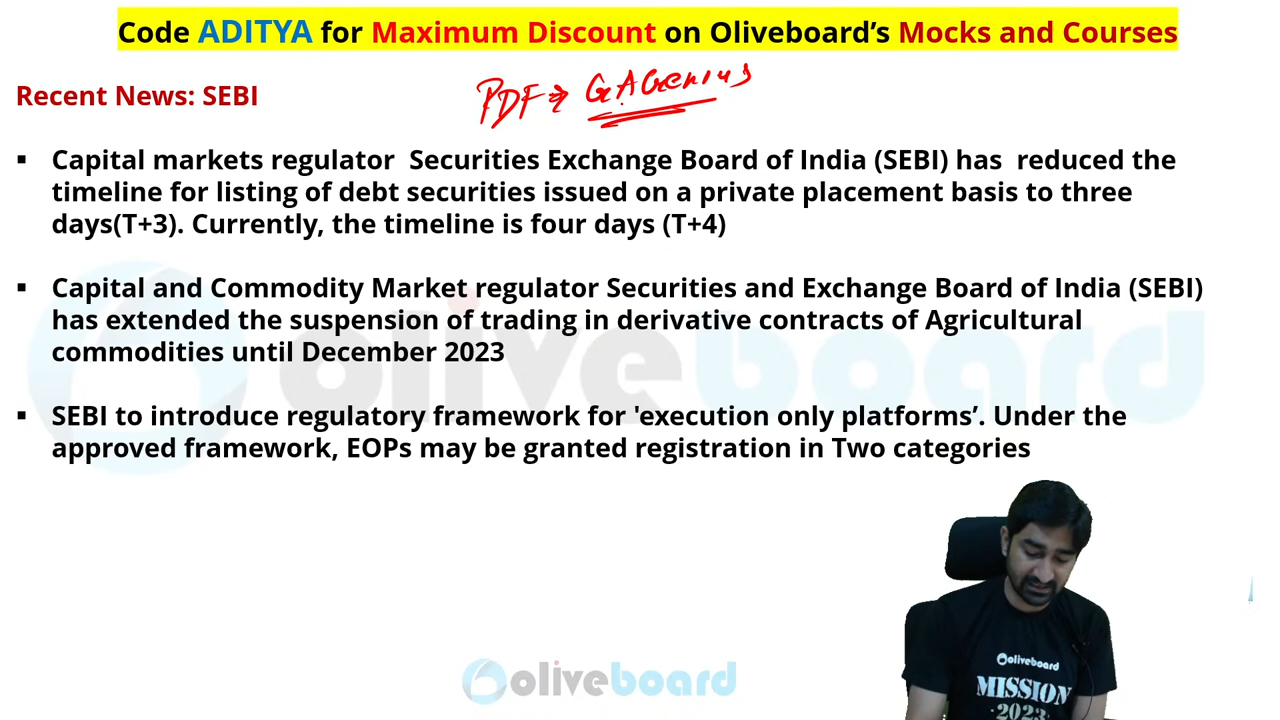 Code ADITYA for Maximum Discount on Oliveboard’s Mocks and Courses
Recent News: SEBI
PDF → GAGenius
▪ Capital markets regulator Securities Exchange Board of India (SEBI) has reduced the
timeline for listing of debt securities issued on a private placement basis to three
days(T+3). Currently, the timeline is four days (T+4)
▪ Capital and Commodity Market regulator Securities and Exchange Board of India (SEBI)
has extended the suspension of trading in derivative contracts of Agricultural
commodities until December 2023
▪ SEBI to introduce regulatory framework for 'execution only platforms’. Under the
approved framework, EOPs may be granted registration in Two categories
oliveboard
oliveboard
MISSION
·2023·
oliveboard